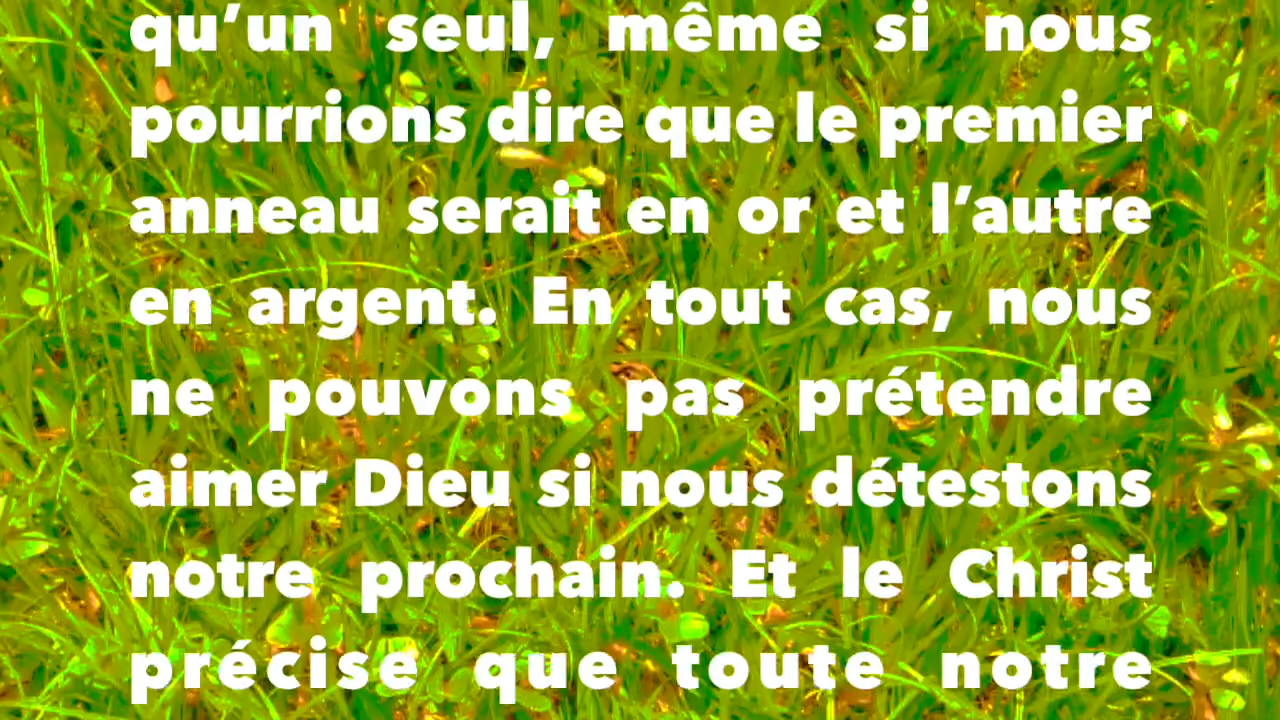 qu’un seul, même si nous
pourrions dire que le premier
anneau serait en or et l’autre
en argent. En tout cas, nous
ne pouvons pas prétendre
aimer Dieu si nous détestons
notre prochain. Et le Christ
précise que toute notre